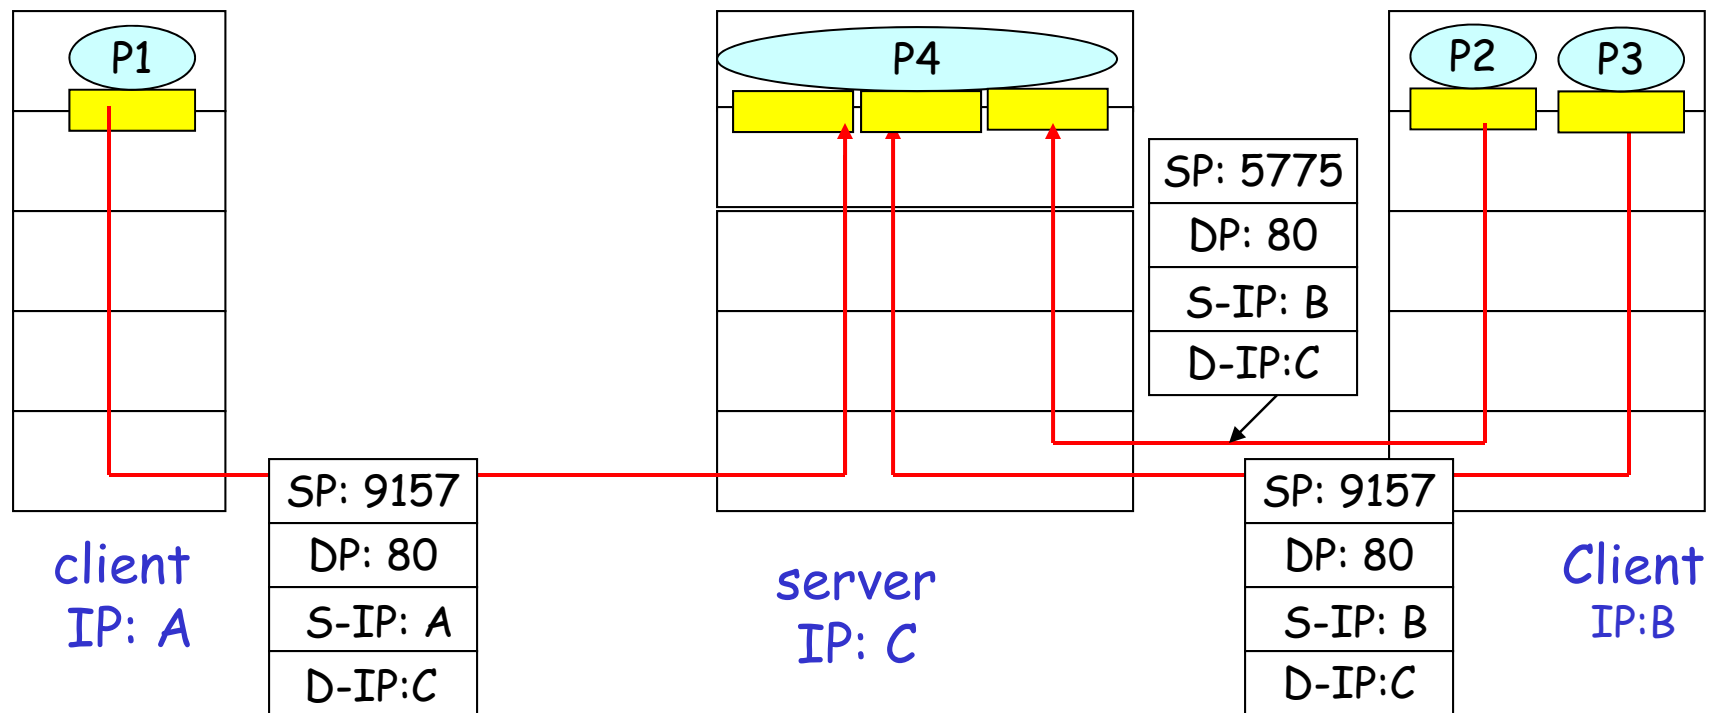 P1
P4
P2
P3
SP: 5775
DP: 80
S-IP: B
D-IP:C
SP: 9157
DP: 80
S-IP: A
D-IP:C
SP: 9157
DP: 80
S-IP: B
D-IP:C
client
IP: A
server
IP: C
Client
IP:B